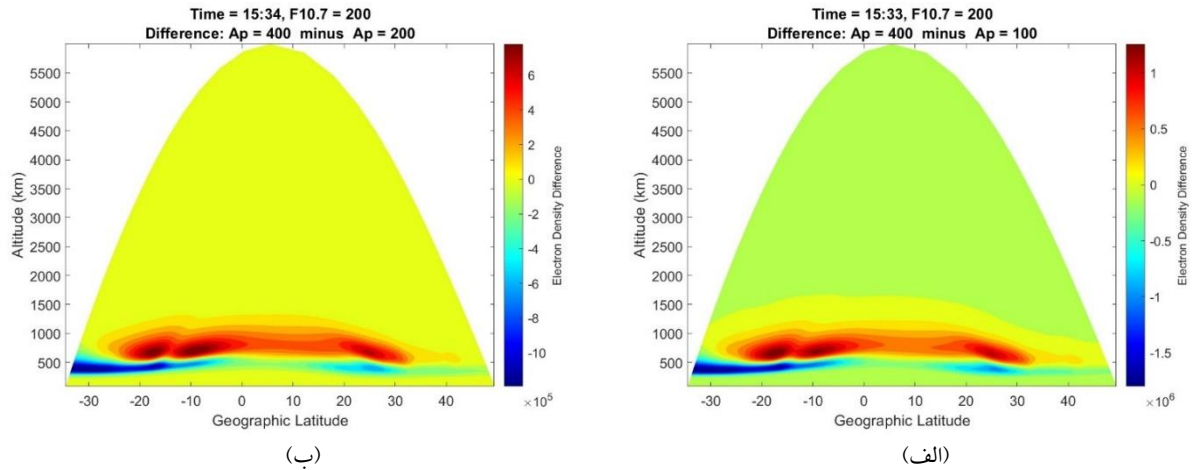 Time = 15:34, F10.7 = 200
Difference: Ap = 400 minus Ap = 200
Altitude (km)
5500
5000
4500
4000
3500
3000
2500
2000
1500
1000
500
-30 -20 -10 0 10 20 30 40
Geographic Latitude
6
4
2
0
-2
-4
-6
-8
-10
×10⁵
Electron Density Difference
(ب)
Time = 15:33, F10.7 = 200
Difference: Ap = 400 minus Ap = 100
Altitude (km)
5500
5000
4500
4000
3500
3000
2500
2000
1500
1000
500
-30 -20 -10 0 10 20 30 40
Geographic Latitude
1
0.5
0
-0.5
-1
-1.5
×10⁶
Electron Density Difference
(الف)